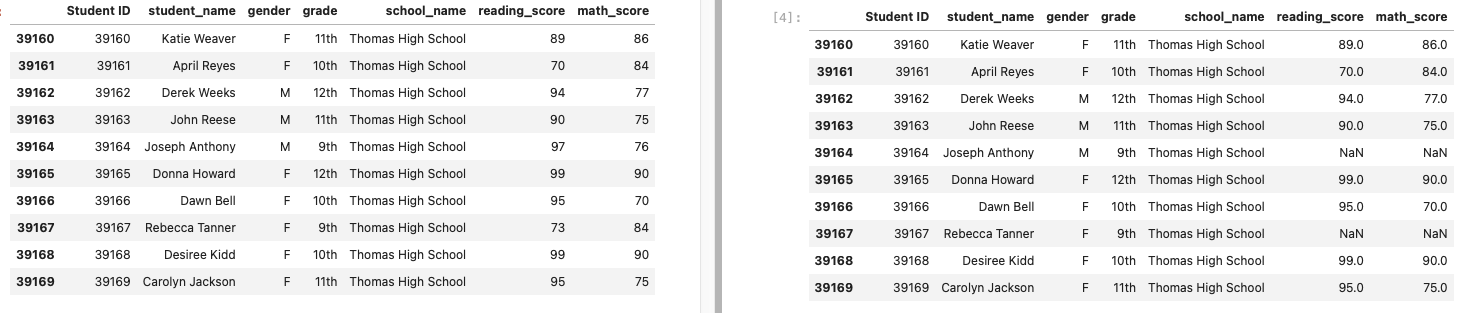 Student ID student_name gender grade school_name reading_score math_score
39160 39160 Katie Weaver F 11th Thomas High School 89 86
39161 39161 April Reyes F 10th Thomas High School 70 84
39162 39162 Derek Weeks M 12th Thomas High School 94 77
39163 39163 John Reese M 11th Thomas High School 90 75
39164 39164 Joseph Anthony M 9th Thomas High School 97 76
39165 39165 Donna Howard F 12th Thomas High School 99 90
39166 39166 Dawn Bell F 10th Thomas High School 95 70
39167 39167 Rebecca Tanner F 9th Thomas High School 73 84
39168 39168 Desiree Kidd F 10th Thomas High School 99 90
39169 39169 Carolyn Jackson F 11th Thomas High School 95 75
[4]: Student ID student_name gender grade school_name reading_score math_score
39160 39160 Katie Weaver F 11th Thomas High School 89.0 86.0
39161 39161 April Reyes F 10th Thomas High School 70.0 84.0
39162 39162 Derek Weeks M 12th Thomas High School 94.0 77.0
39163 39163 John Reese M 11th Thomas High School 90.0 75.0
39164 39164 Joseph Anthony M 9th Thomas High School NaN NaN
39165 39165 Donna Howard F 12th Thomas High School 99.0 90.0
39166 39166 Dawn Bell F 10th Thomas High School 95.0 70.0
39167 39167 Rebecca Tanner F 9th Thomas High School NaN NaN
39168 39168 Desiree Kidd F 10th Thomas High School 99.0 90.0
39169 39169 Carolyn Jackson F 11th Thomas High School 95.0 75.0